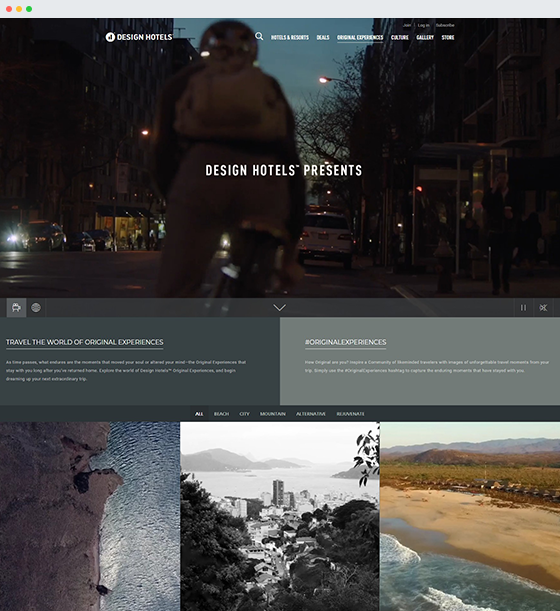 Join Log in Subscribe
DESIGN HOTELS
HOTELS & RESORTS DEALS ORIGINAL EXPERIENCES CULTURE GALLERY STORE
DESIGN HOTELS™ PRESENTS
TRAVEL THE WORLD OF ORIGINAL EXPERIENCES
As time passes, what endures are the moments that moved your soul or altered your mind—the Original Experiences that
stay with you long after you've returned home. Explore the world of Design Hotels™ Original Experiences, and begin
dreaming up your next extraordinary trip.
#ORIGINALEXPERIENCES
How Original are you? Inspire a Community of likeminded travelers with images of unforgettable travel moments from your
trip. Simply use the #OriginalExperiences hashtag to capture the enduring moments that have stayed with you.
ALL BEACH CITY MOUNTAIN ALTERNATIVE REJUVENATE